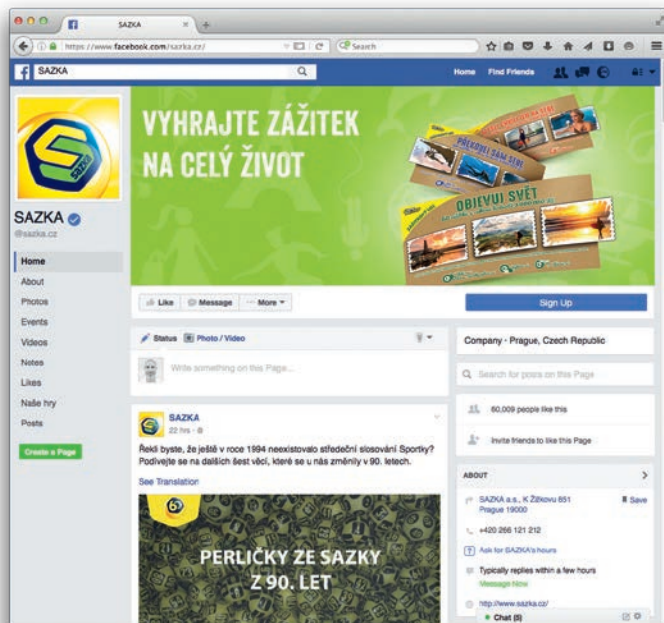 SAZKA
https://www.facebook.com/sazka.cz/
Search
SAZKA
Home Find Friends
VYHRAJTE ZÁŽITEK
NA CELÝ ŽIVOT
PŘEKONEJ SÁM SEBE
OBJEVUJ SVĚT
sazka
SAZKA
@sazka.cz
Home
About
Photos
Events
Videos
Notes
Likes
Naše hry
Posts
Create a Page
Like Message More
Sign Up
Status Photo / Video
Write something on this Page...
SAZKA
22 hrs
Řekli byste, že ještě v roce 1994 neexistovalo středeční slosování Sportky?
Podívejte se na dalších šest věcí, které se u nás změnily v 90. letech.
See Translation
PERLIČKY ZE SAZKY
Z 90. LET
Company · Prague, Czech Republic
Search for posts on this Page
60,009 people like this
Invite friends to like this Page
ABOUT
SAZKA a.s., K Žižkovu 851
Prague 19000
Save
+420 266 121 212
Ask for SAZKA's hours
Typically replies within a few hours
Message Now
http://www.sazka.cz/
Chat (5)